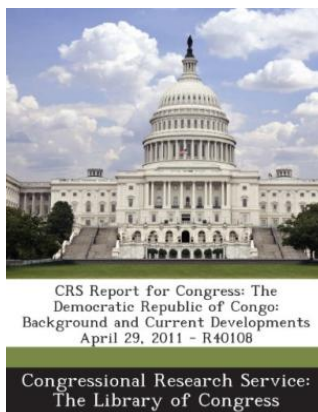 CRS Report for Congress: The
Democratic Republic of Congo:
Background and Current Developments
April 29, 2011 - R40108
Congressional Research Service:
The Library of Congress